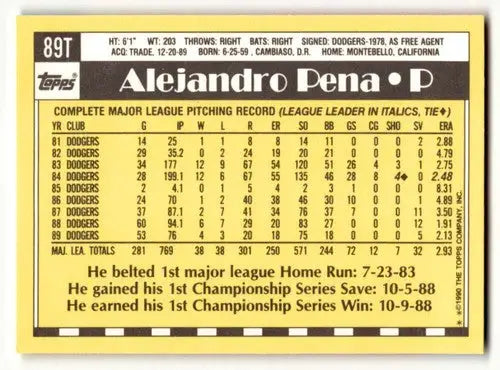 89T
HT: 6'1" WT: 203 THROWS: RIGHT BATS: RIGHT SIGNED: DODGERS-1978, AS FREE AGENT
ACQ: TRADE, 12-20-89 BORN: 6-25-59, CAMBIASO, D.R. HOME: MONTEBELLO, CALIFORNIA
Topps
Alejandro Pena • P
COMPLETE MAJOR LEAGUE PITCHING RECORD (LEAGUE LEADER IN ITALICS, TIE♦)
YR CLUB G IP W L R ER SO BB GS CG SHO SV ERA
81 DODGERS 14 25 1 1 8 8 14 11 0 0 0 2 2.88
82 DODGERS 29 35.2 0 2 24 19 20 21 0 0 0 0 4.79
83 DODGERS 34 177 12 9 67 54 120 51 26 4 3 1 2.75
84 DODGERS 28 199.1 12 6 67 55 135 46 28 8 4♦ 0 2.48
85 DODGERS 2 4.1 0 1 5 4 2 3 1 0 0 0 8.31
86 DODGERS 24 70 1 2 40 38 46 30 10 0 0 1 4.89
87 DODGERS 37 87.1 2 7 41 34 76 37 7 0 0 11 3.50
88 DODGERS 60 94.1 6 7 29 20 83 27 0 0 0 12 1.91
89 DODGERS 53 76 4 3 20 18 75 18 0 0 0 5 2.13
MAJ. LEA. TOTALS 281 769 38 38 301 250 571 244 72 12 7 32 2.93
He belted 1st major league Home Run: 7-23-83
He gained his 1st Championship Series Save: 10-5-88
He earned his 1st Championship Series Win: 10-9-88
* *©1990 THE TOPPS COMPANY, INC.